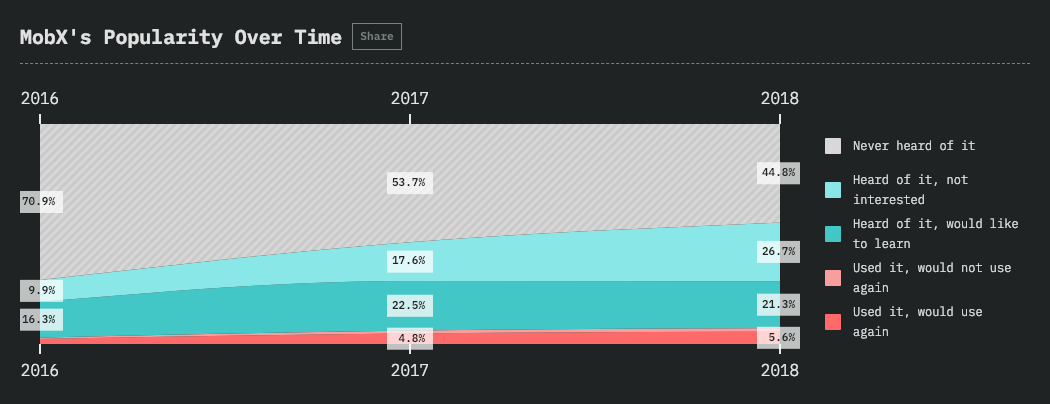 MobX's Popularity Over Time Share
2016 2017 2018
70.9% 53.7% 44.8%
9.9% 17.6% 26.7%
16.3% 22.5% 21.3%
4.8% 5.6%
2016 2017 2018
Never heard of it
Heard of it, not
interested
Heard of it, would like
to learn
Used it, would not use
again
Used it, would use
again